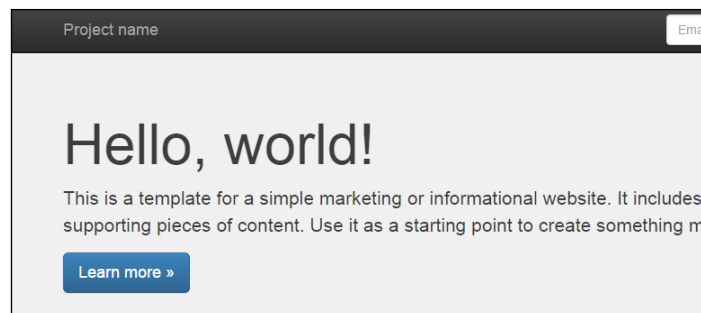 Project name
Ema
Hello, world!
This is a template for a simple marketing or informational website. It includes
supporting pieces of content. Use it as a starting point to create something m
Learn more »